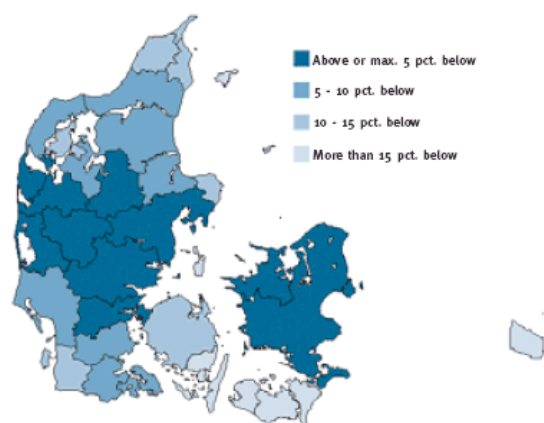 Above or max. 5 pct. below
5 - 10 pct. below
10 - 15 pct. below
More than 15 pct. below